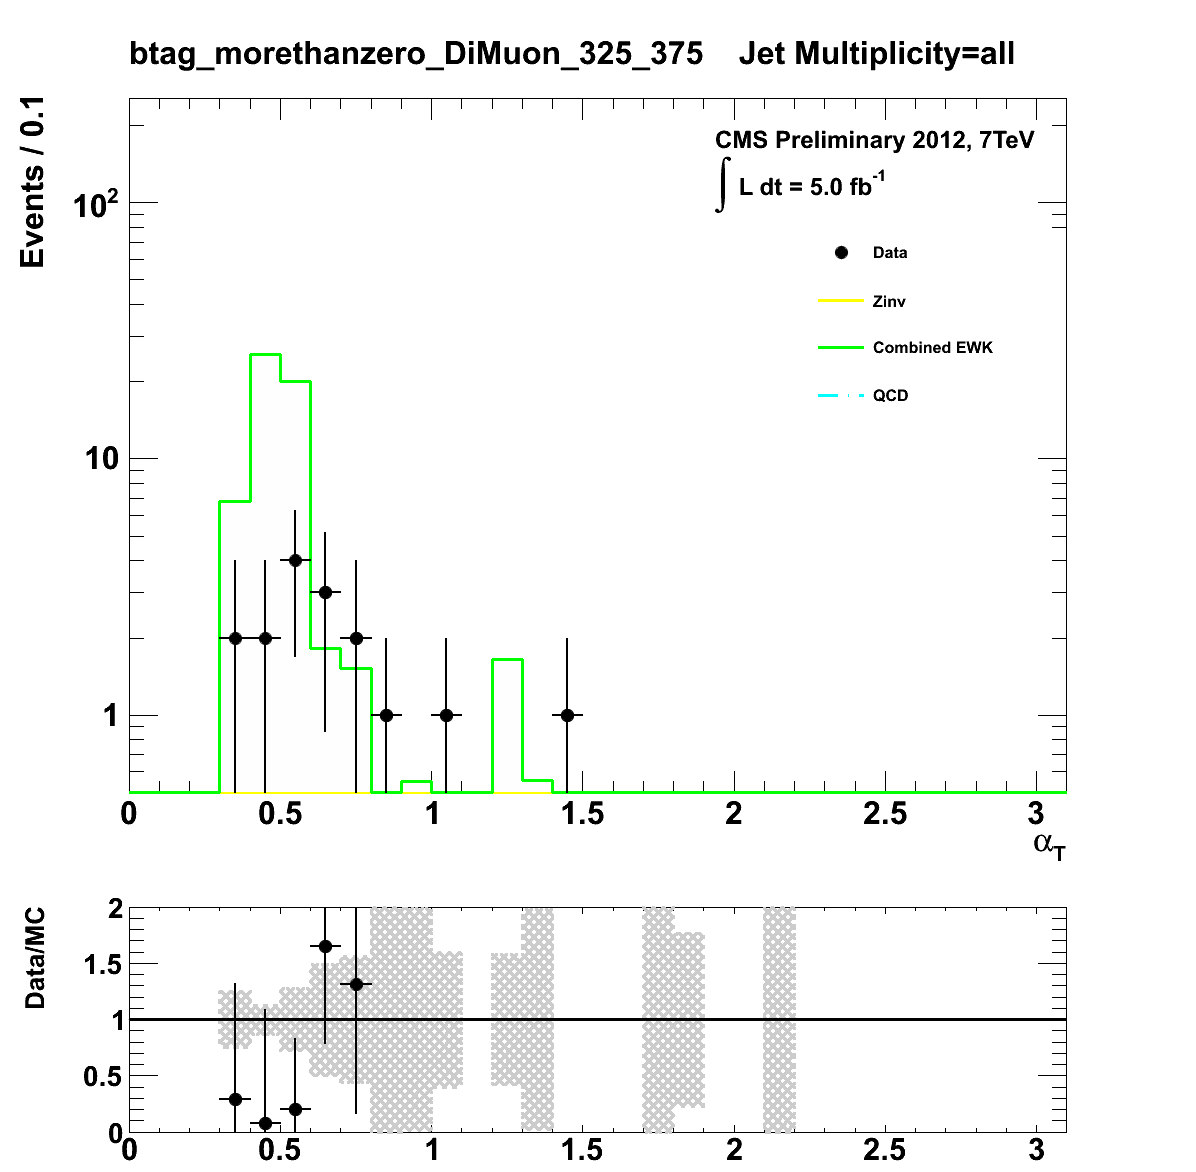 btag_morethanzero_DiMuon_325_375 Jet Multiplicity=all
Events / 0.1
CMS Preliminary 2012, 7TeV
∫ L dt = 5.0 fb⁻¹
Data
Zinv
Combined EWK
QCD
10²
10
1
0 0.5 1 1.5 2 2.5 3
α_T
Data/MC
2
1.5
1
0.5
0
0 0.5 1 1.5 2 2.5 3